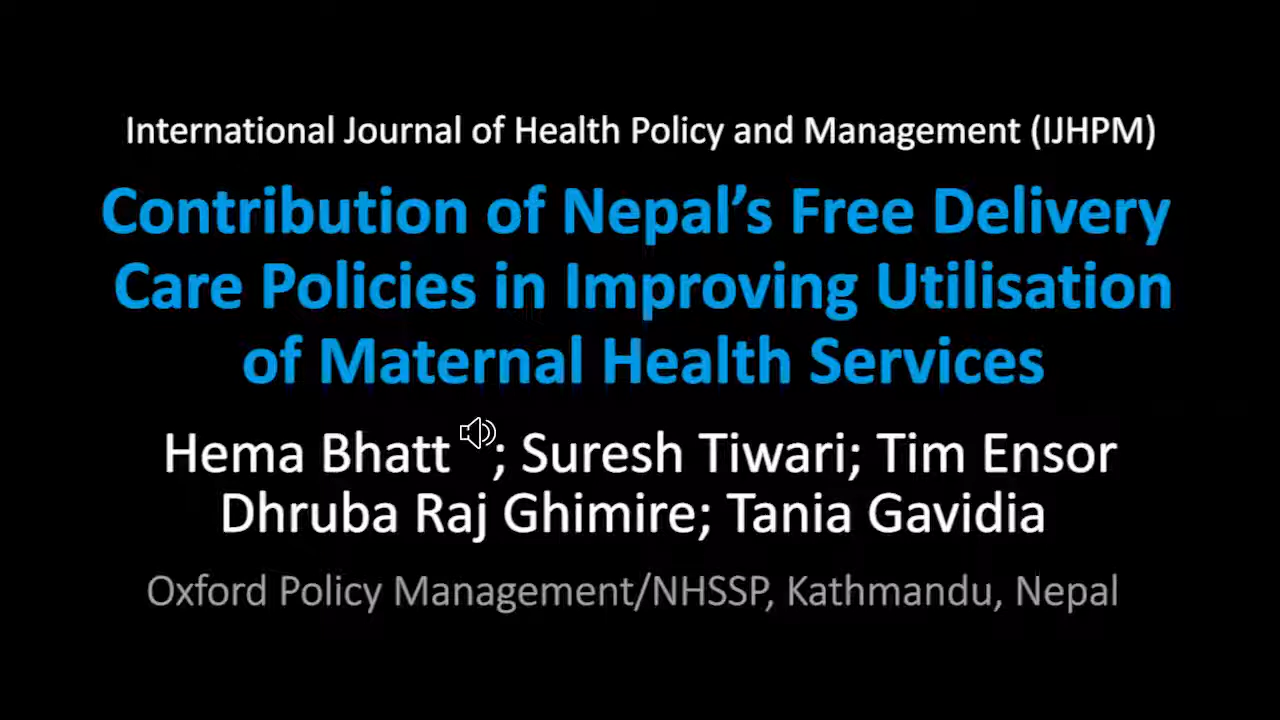 International Journal of Health Policy and Management (IJHPM)
Contribution of Nepal’s Free Delivery
Care Policies in Improving Utilisation
of Maternal Health Services
Hema Bhatt ; Suresh Tiwari; Tim Ensor
Dhruba Raj Ghimire; Tania Gavidia
Oxford Policy Management/NHSSP, Kathmandu, Nepal